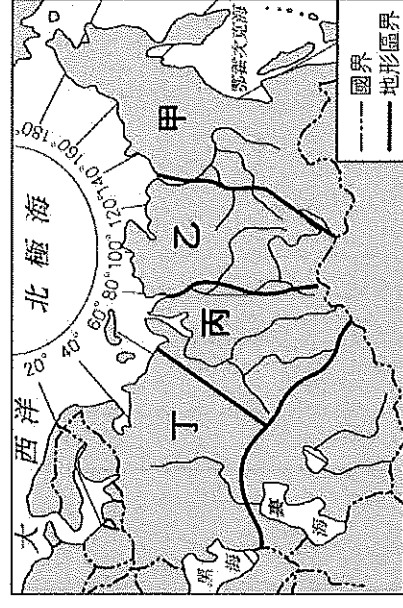 大
西
洋
北極海
20°
40°
60°
80°
100°
120°
140°
160°
180°
甲
乙
丙
丁
鄂霍次克海
黑海
裏
海
國界
地形區界